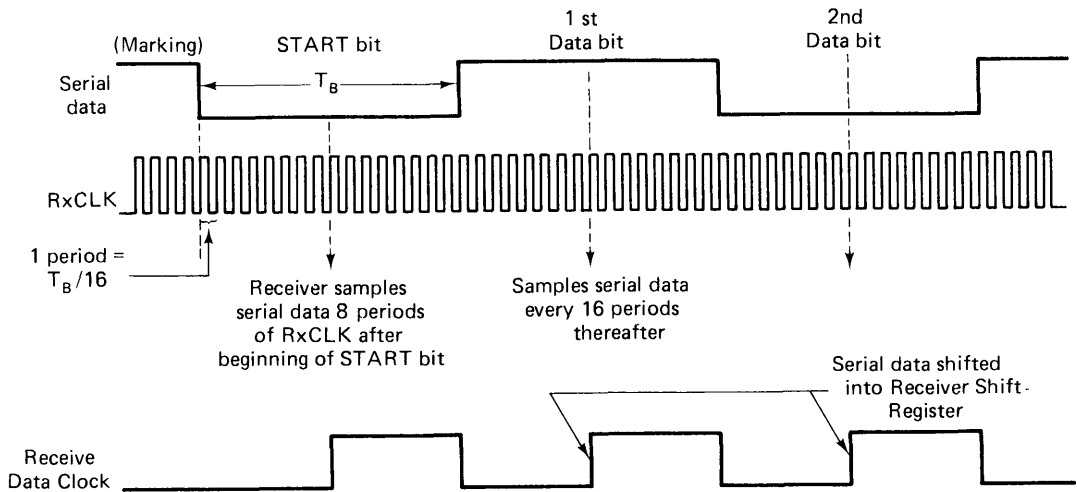 (Marking)
START bit
1 st
Data bit
2nd
Data bit
Serial
data
T_B
RxCLK
1 period =
T_B/16
Receiver samples
serial data 8 periods
of RxCLK after
beginning of START bit
Samples serial data
every 16 periods
thereafter
Serial data shifted
into Receiver Shift-
Register
Receive
Data Clock